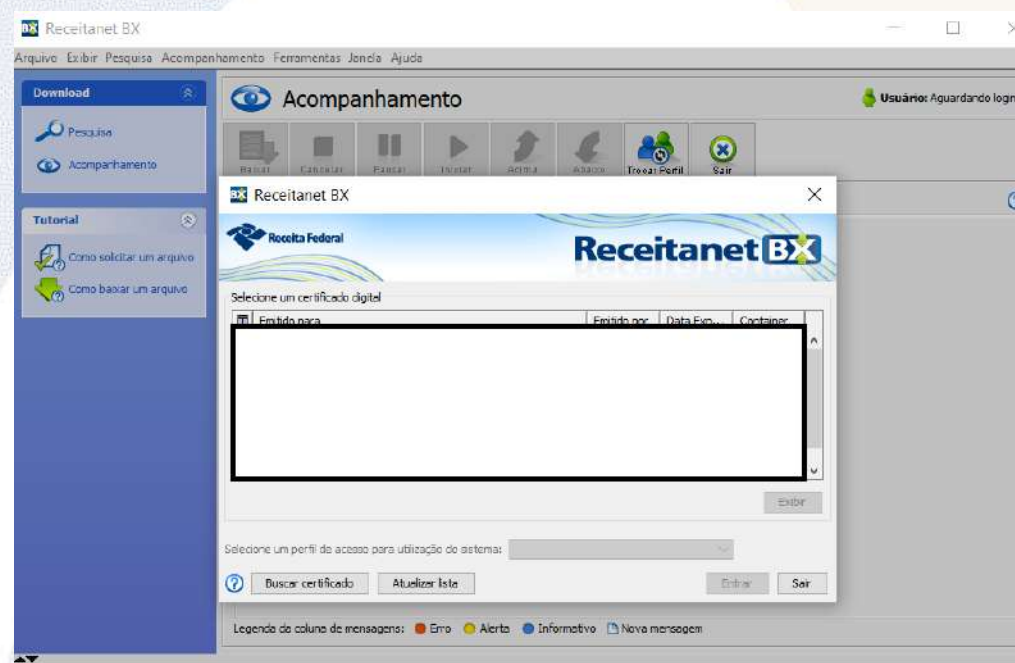 Receitanet BX
Arquivo Exibir Pesquisa Acompanhamento Ferramentas Janela Ajuda
Download
Pesquisa
Acompanhamento
Tutorial
Como solicitar um arquivo
Como baixar um arquivo
Acompanhamento
Usuário: Aguardando login
Baixar Cancelar Pausar Iniciar Acima Abaixo Trocar Perfil Sair
Receitanet BX
Receita Federal
Receitanet BX
Selecione um certificado digital
Emitido para Emitido por Data Exp... Container
Exibir
Selecione um perfil de acesso para utilização do sistema:
Buscar certificado Atualizar lista Entrar Sair
Legenda da coluna de mensagens: Erro Alerta Informativo Nova mensagem